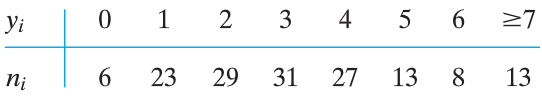 yᵢ 0 1 2 3 4 5 6 ≥7
nᵢ 6 23 29 31 27 13 8 13